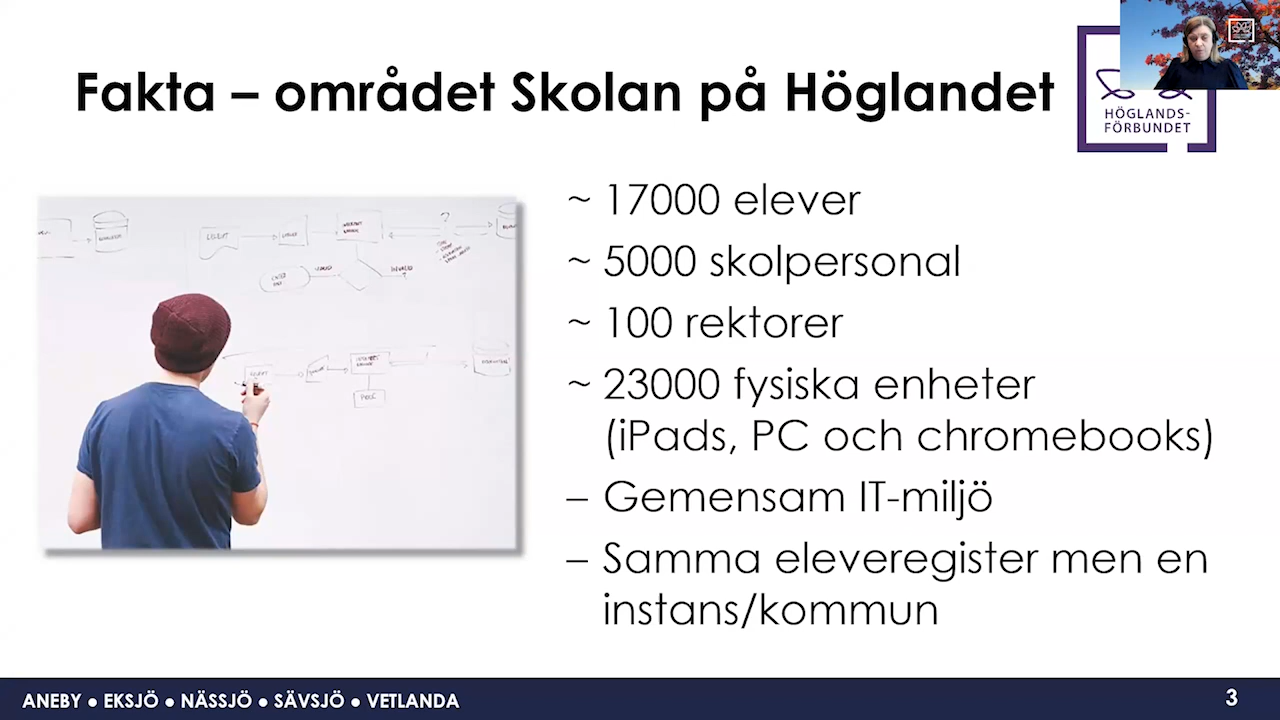 Fakta – området Skolan på Höglandet
HÖGLANDS-
FÖRBUNDET
~ 17000 elever
~ 5000 skolpersonal
~ 100 rektorer
~ 23000 fysiska enheter
(iPads, PC och chromebooks)
– Gemensam IT-miljö
– Samma eleveregister men en
instans/kommun
INVALID
ANEBY ● EKSJÖ ● NÄSSJÖ ● SÄVSJÖ ● VETLANDA
3